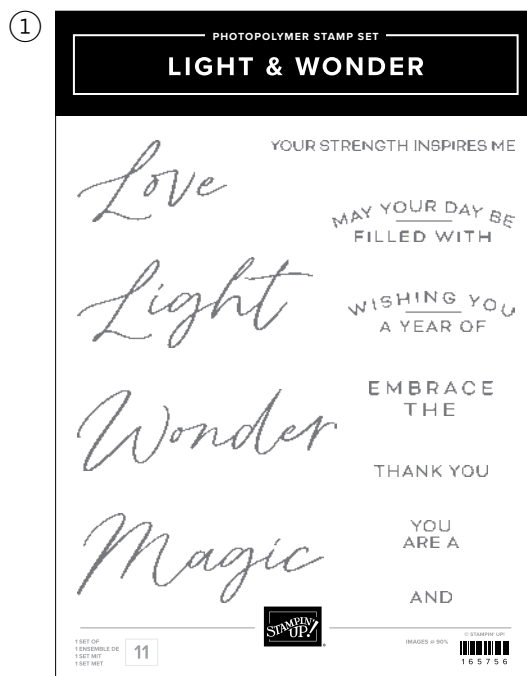 1
PHOTOPOLYMER STAMP SET
LIGHT & WONDER
Love
YOUR STRENGTH INSPIRES ME
MAY YOUR DAY BE
FILLED WITH
Light
WISHING YOU
A YEAR OF
Wonder
EMBRACE
THE
THANK YOU
Magic
YOU
ARE A
AND
STAMPIN' UP!®
1 SET OF
1 ENSEMBLE DE
1 SET MIT
1 SET MET
11
IMAGES @ 90%
© STAMPIN' UP!
165756